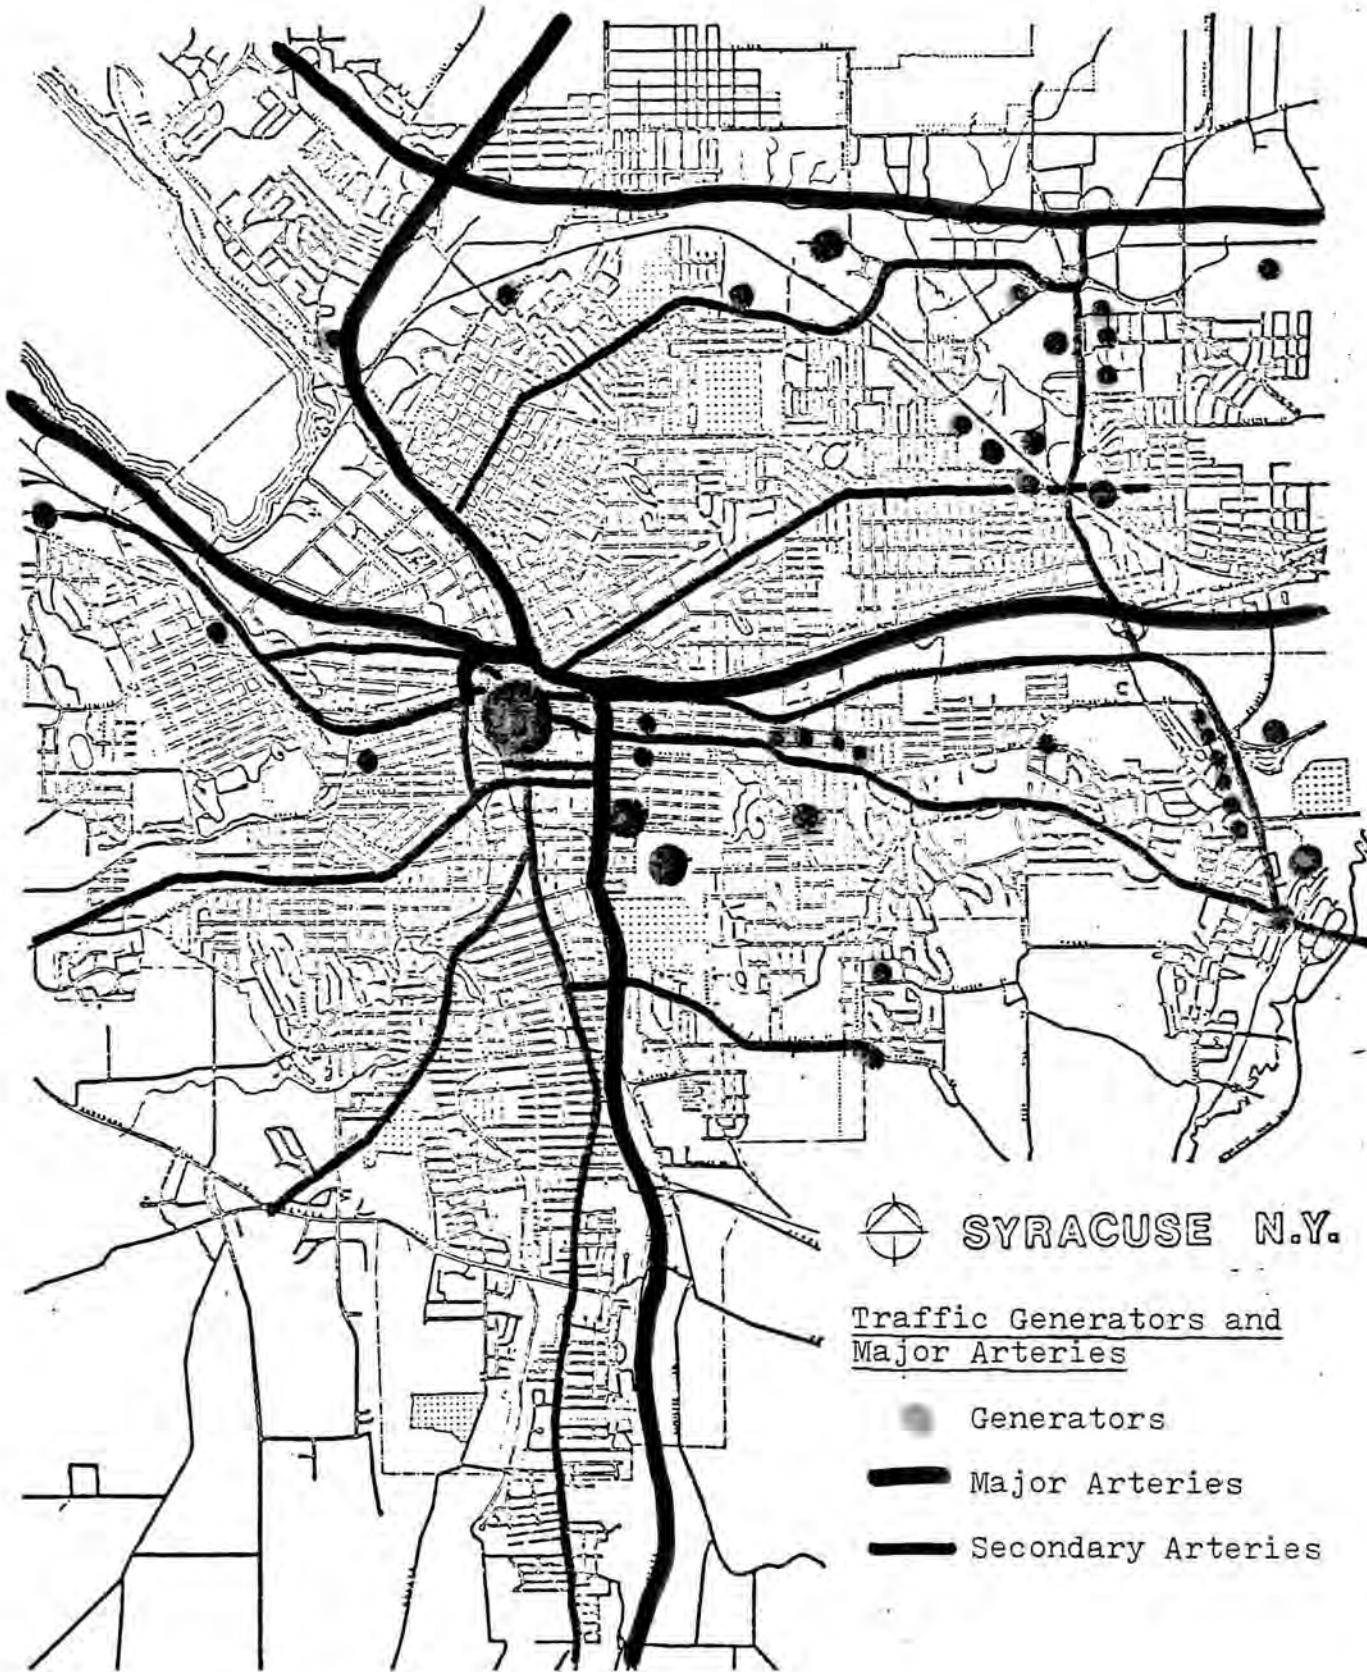 SYRACUSE N.Y.
Traffic Generators and
Major Arteries
Generators
Major Arteries
Secondary Arteries